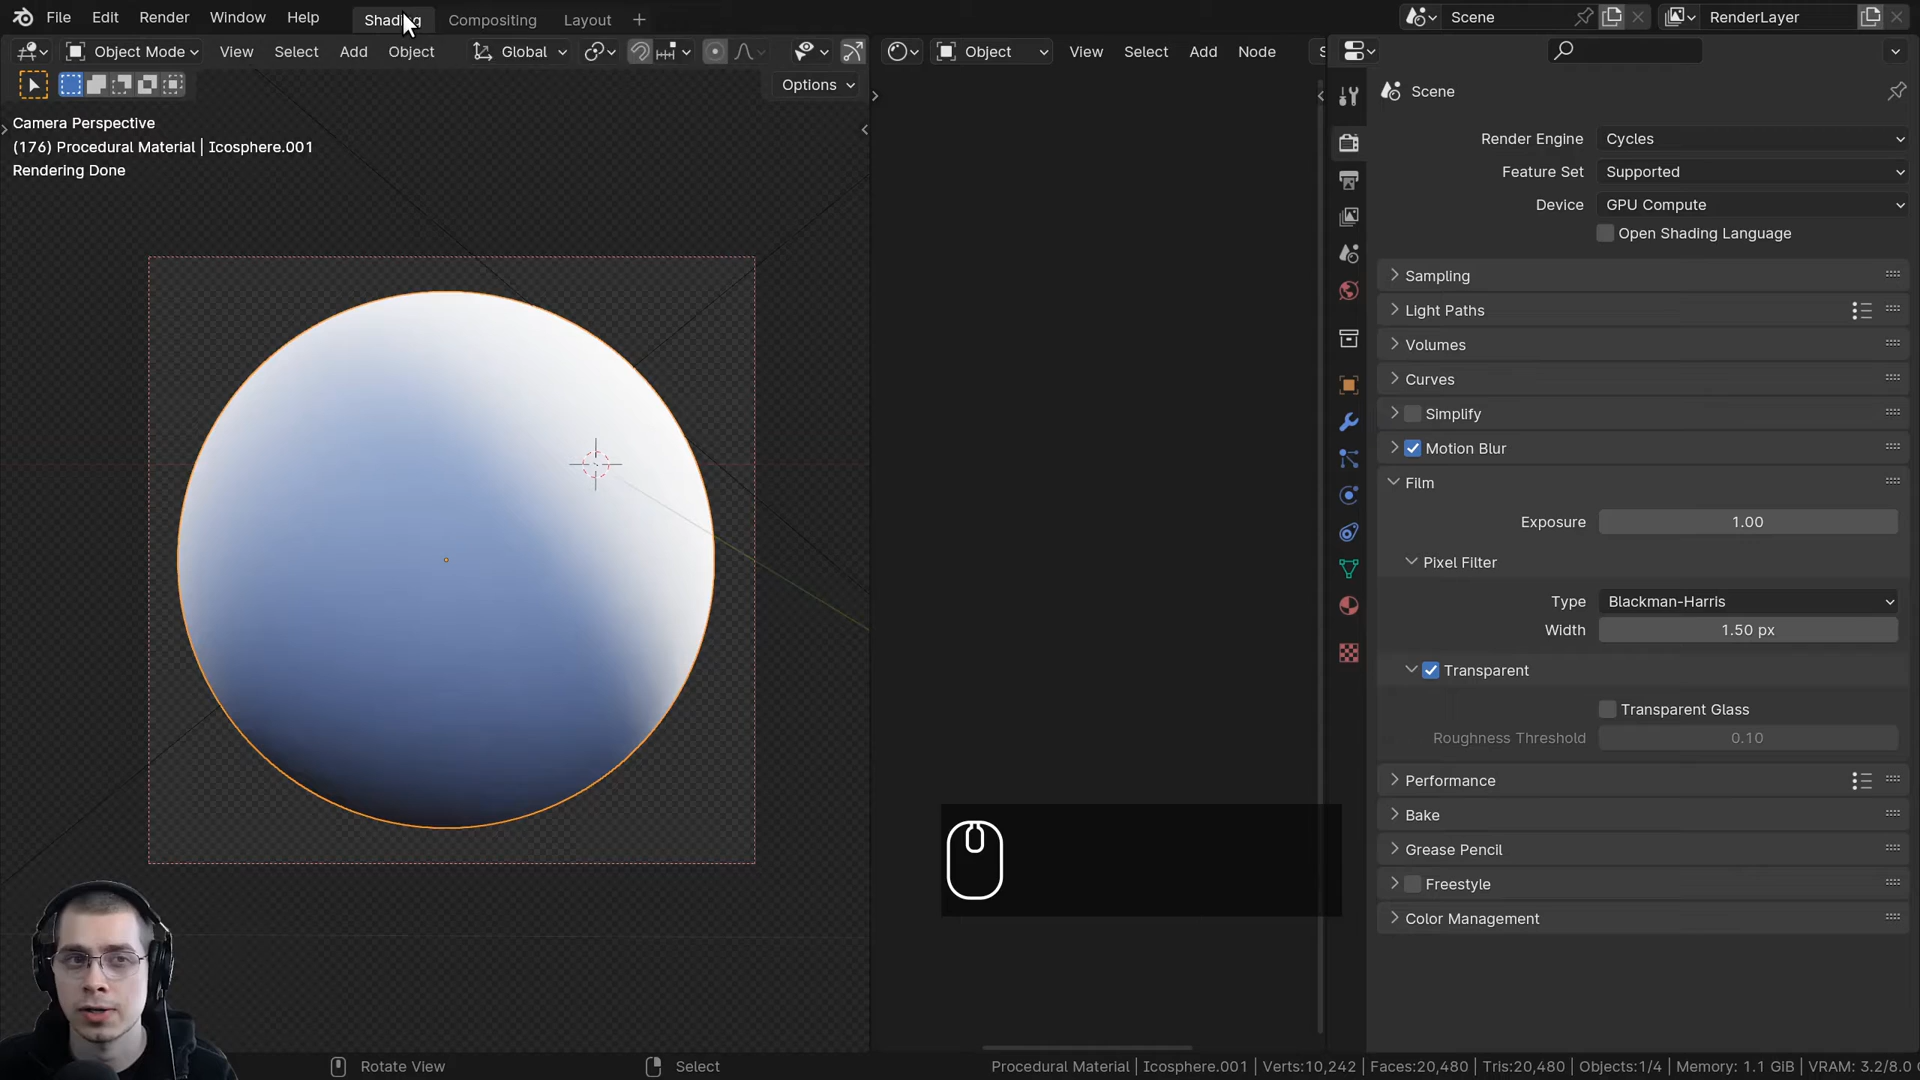 File Edit Render Window Help Shading Compositing Layout Scene RenderLayer
Object Mode View Select Add Object Global Object View Select Add Node S
Options
Camera Perspective
(176) Procedural Material | Icosphere.001
Rendering Done
Scene
Render Engine Cycles
Feature Set Supported
Device GPU Compute
Open Shading Language
Sampling
Light Paths
Volumes
Curves
Simplify
Motion Blur
Film
Exposure 1.00
Pixel Filter
Type Blackman-Harris
Width 1.50 px
Transparent
Transparent Glass
Roughness Threshold 0.10
Performance
Bake
Grease Pencil
Freestyle
Color Management
Rotate View Select Procedural Material | Icosphere.001 | Verts:10,242 | Faces:20,480 | Tris:20,480 | Objects:1/4 | Memory: 1.1 GiB | VRAM: 3.2/8.0